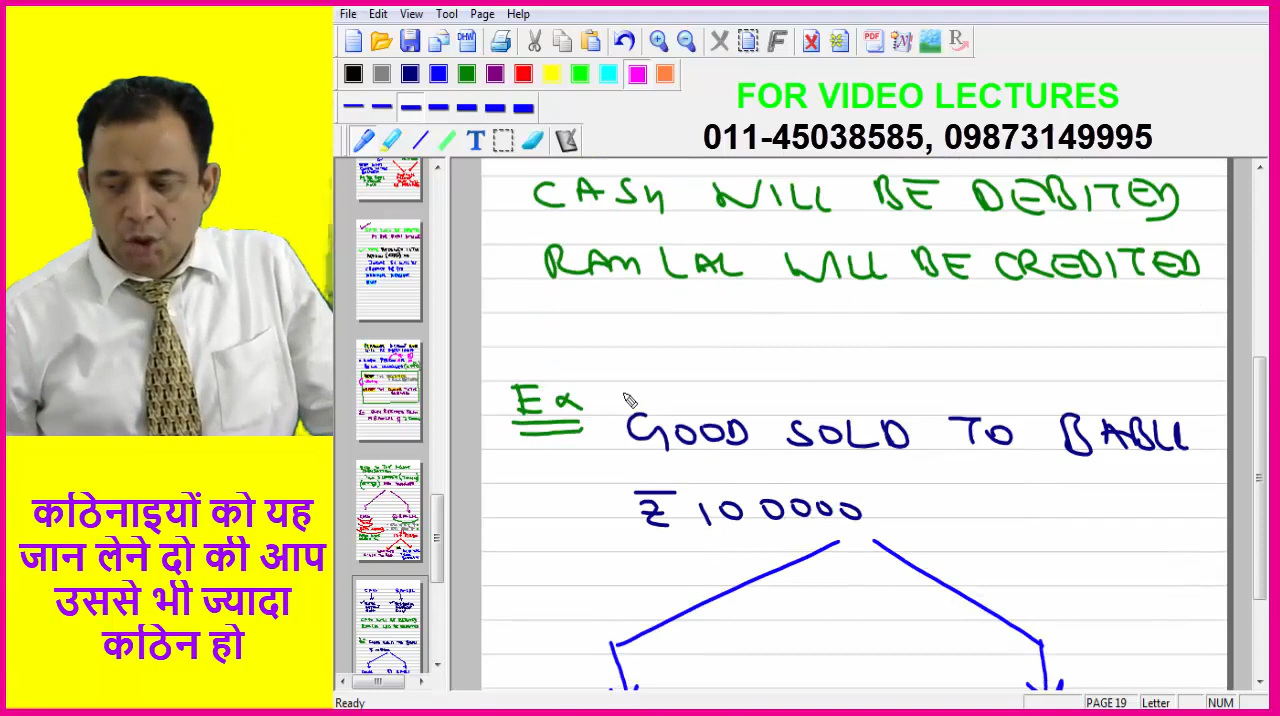 File Edit View Tool Page Help
FOR VIDEO LECTURES
011-45038585, 09873149995
CASH WILL BE DEBITED
RAM LAL WILL BE CREDITED
Ex
GOOD SOLD TO BABLU
₹ 100000
कठिनाइयों को यह
जान लेने दो की आप
उससे भी ज्यादा
कठिन हो
Ready
PAGE 19 Letter NUM